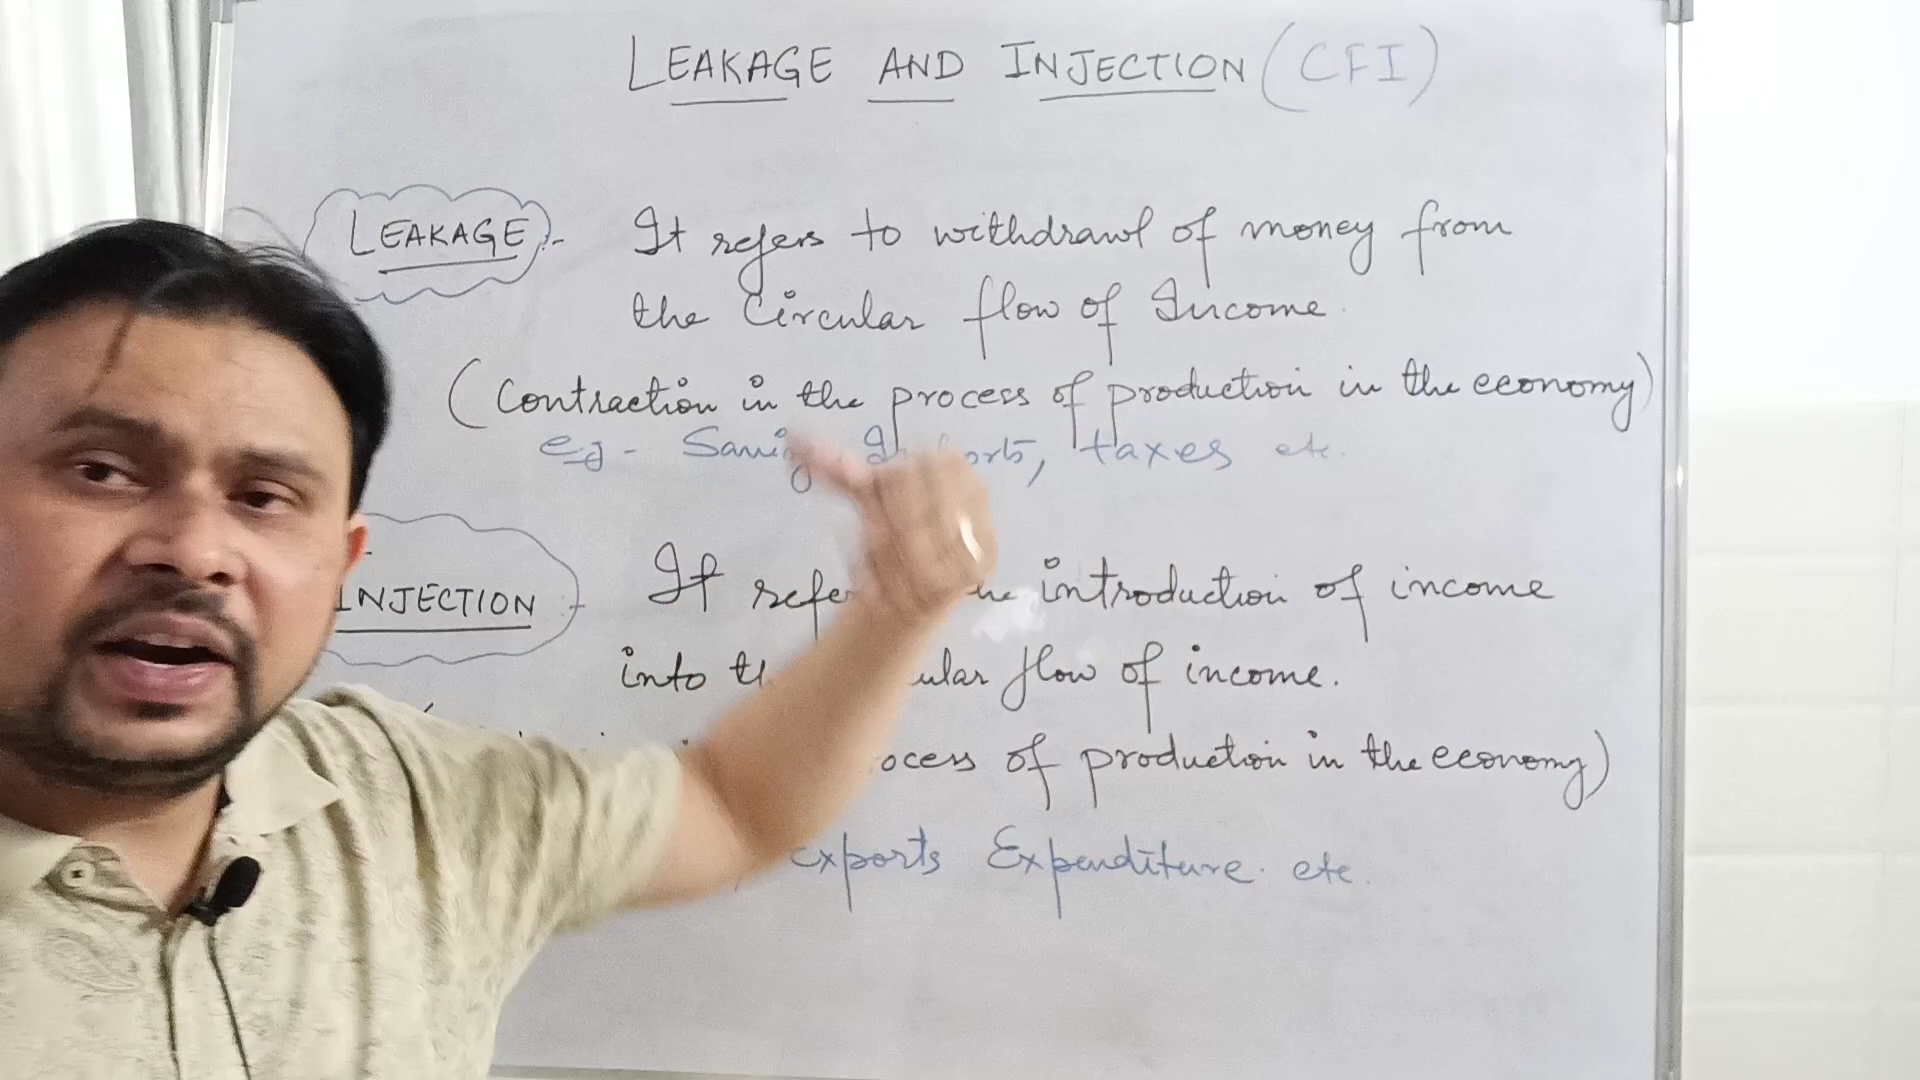 LEAKAGE AND INJECTION (CFI)
LEAKAGE :- It refers to withdrawl of money from
the Circular flow of Income.
(Contraction in the process of production in the economy)
eg - Saving, taxes etc.
INJECTION :- It introduction of income
into flow of income.
of production in the economy)
exports Expenditure. etc.